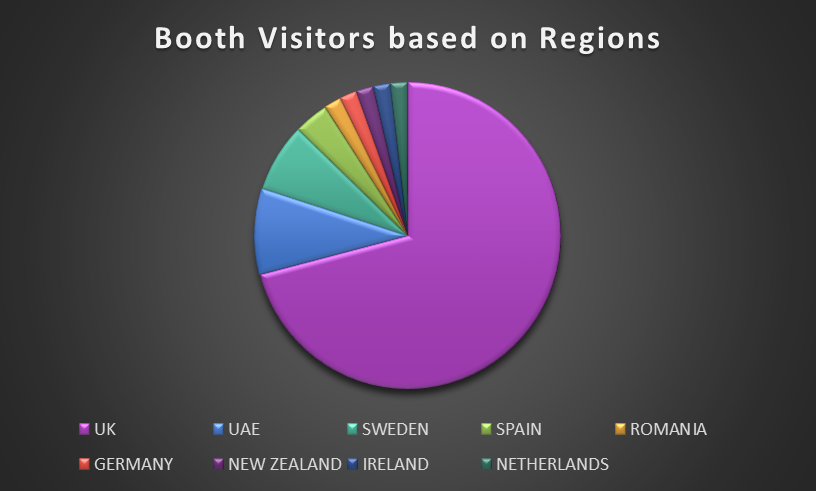 Booth Visitors based on Regions
UK UAE SWEDEN SPAIN ROMANIA
GERMANY NEW ZEALAND IRELAND NETHERLANDS